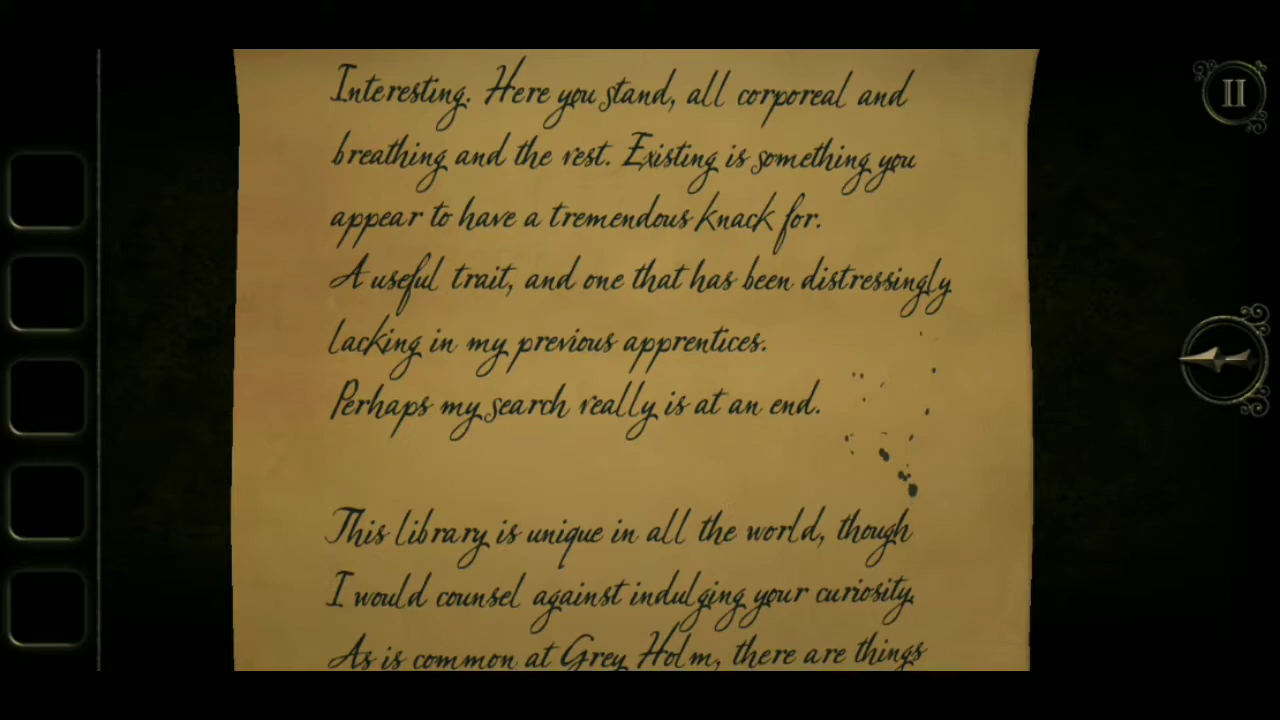 Interesting. Here you stand, all corporeal and
breathing and the rest. Existing is something you
appear to have a tremendous knack for.
A useful trait, and one that has been distressingly
lacking in my previous apprentices.
Perhaps my search really is at an end.
This library is unique in all the world, though
I would counsel against indulging your curiosity.
As is common at Grey Holm, there are things
II